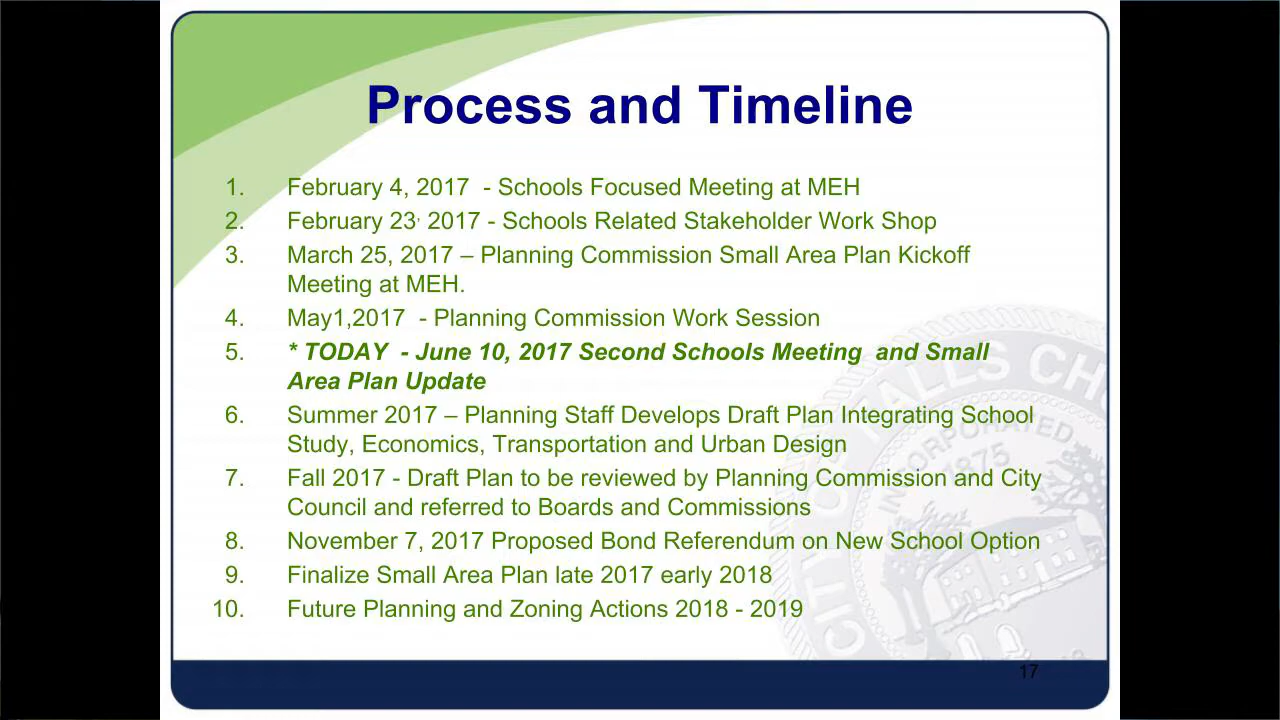 Process and Timeline
1. February 4, 2017 - Schools Focused Meeting at MEH
2. February 23, 2017 - Schools Related Stakeholder Work Shop
3. March 25, 2017 – Planning Commission Small Area Plan Kickoff
Meeting at MEH.
4. May1,2017 - Planning Commission Work Session
5. * TODAY - June 10, 2017 Second Schools Meeting and Small
Area Plan Update
6. Summer 2017 – Planning Staff Develops Draft Plan Integrating School
Study, Economics, Transportation and Urban Design
7. Fall 2017 - Draft Plan to be reviewed by Planning Commission and City
Council and referred to Boards and Commissions
8. November 7, 2017 Proposed Bond Referendum on New School Option
9. Finalize Small Area Plan late 2017 early 2018
10. Future Planning and Zoning Actions 2018 - 2019
CITY OF FALLS CH
INCORPORATED
1875
17